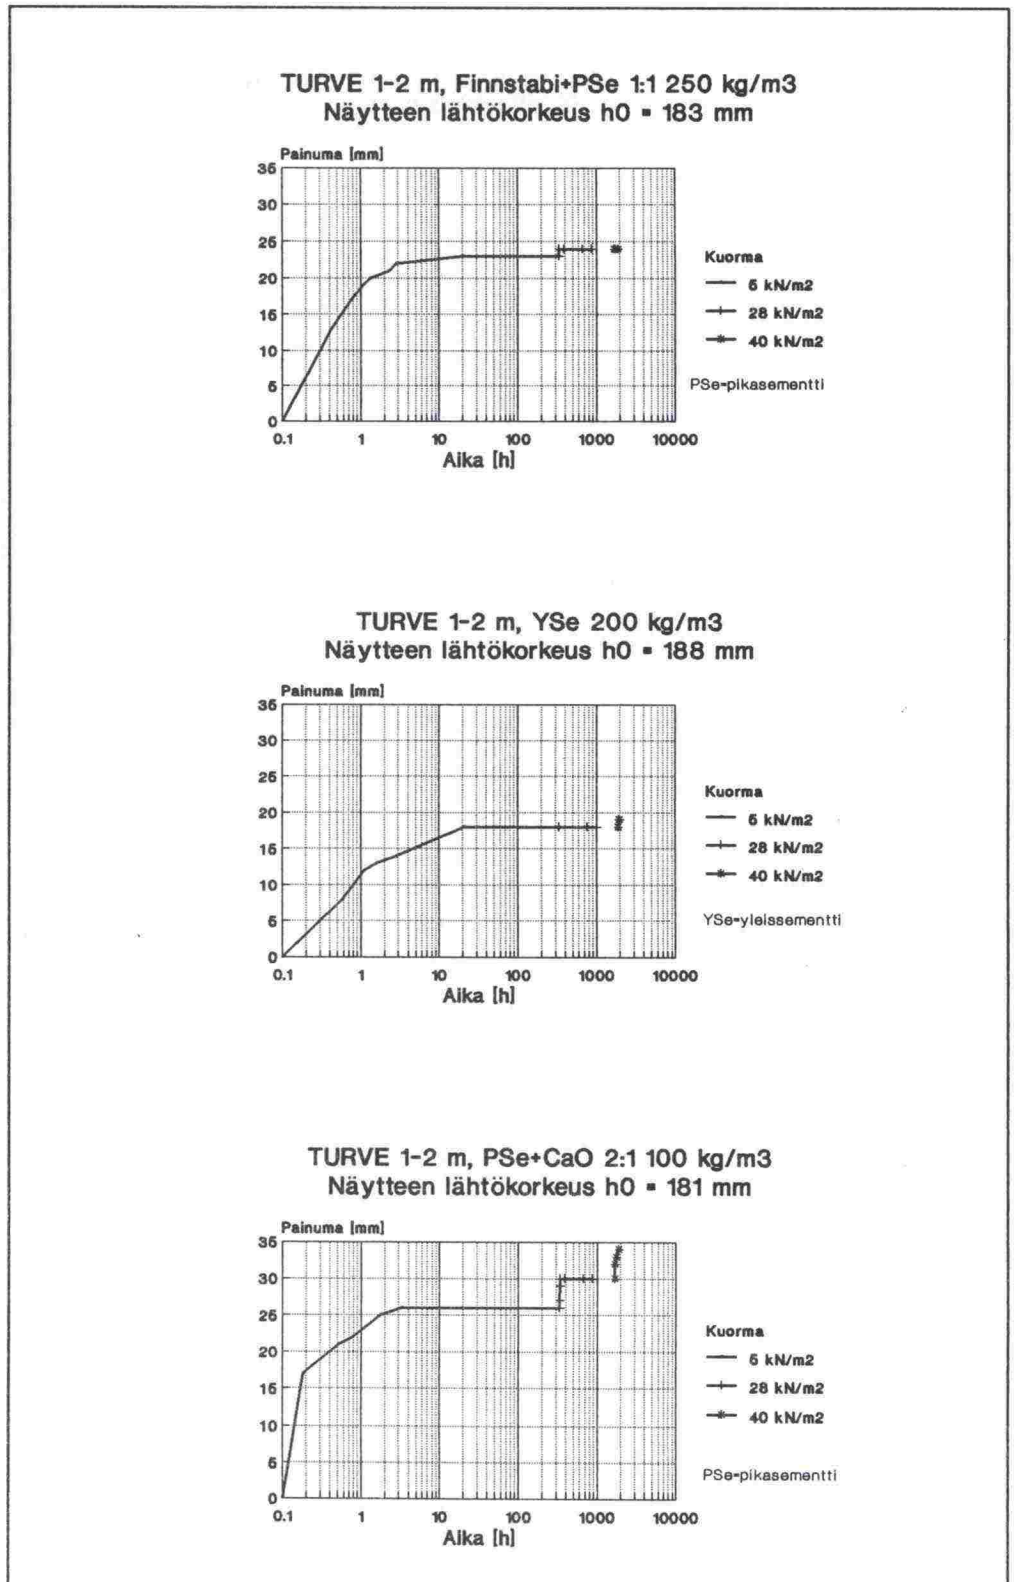 TURVE 1-2 m, Finnstabi+PSe 1:1 250 kg/m3
Näytteen lähtökorkeus h0 = 183 mm
Painuma [mm]
35
30
25
20
15
10
5
0
0.1 1 10 100 1000 10000
Aika [h]
Kuorma
5 kN/m2
28 kN/m2
40 kN/m2
PSe=pikasementti
TURVE 1-2 m, YSe 200 kg/m3
Näytteen lähtökorkeus h0 = 188 mm
Painuma [mm]
35
30
25
20
15
10
5
0
0.1 1 10 100 1000 10000
Aika [h]
Kuorma
5 kN/m2
28 kN/m2
40 kN/m2
YSe=yleissementti
TURVE 1-2 m, PSe+CaO 2:1 100 kg/m3
Näytteen lähtökorkeus h0 = 181 mm
Painuma [mm]
35
30
25
20
15
10
5
0
0.1 1 10 100 1000 10000
Aika [h]
Kuorma
5 kN/m2
28 kN/m2
40 kN/m2
PSe=pikasementti